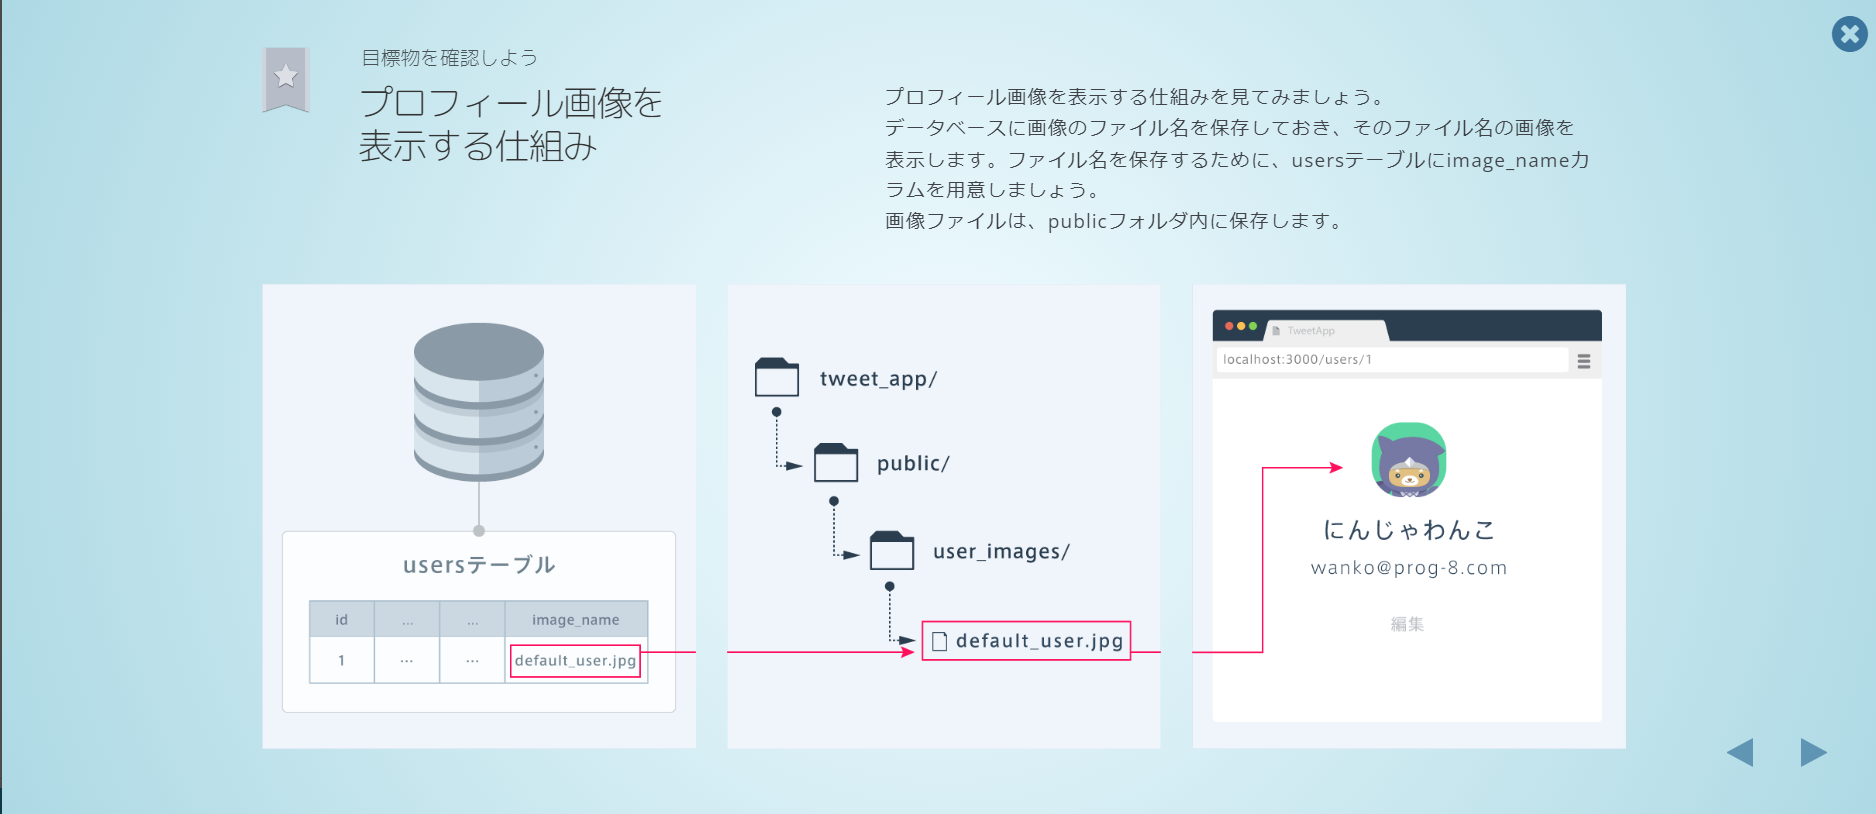 目標物を確認しよう
プロフィール画像を
表示する仕組み
プロフィール画像を表示する仕組みを見てみましょう。
データベースに画像のファイル名を保存しておき、そのファイル名の画像を
表示します。ファイル名を保存するために、usersテーブルにimage_nameカ
ラムを用意しましょう。
画像ファイルは、publicフォルダ内に保存します。
usersテーブル
id ... ... image_name
1 ... ... default_user.jpg
tweet_app/
public/
user_images/
default_user.jpg
TweetApp
localhost:3000/users/1
にんじゃわんこ
wanko@prog-8.com
編集